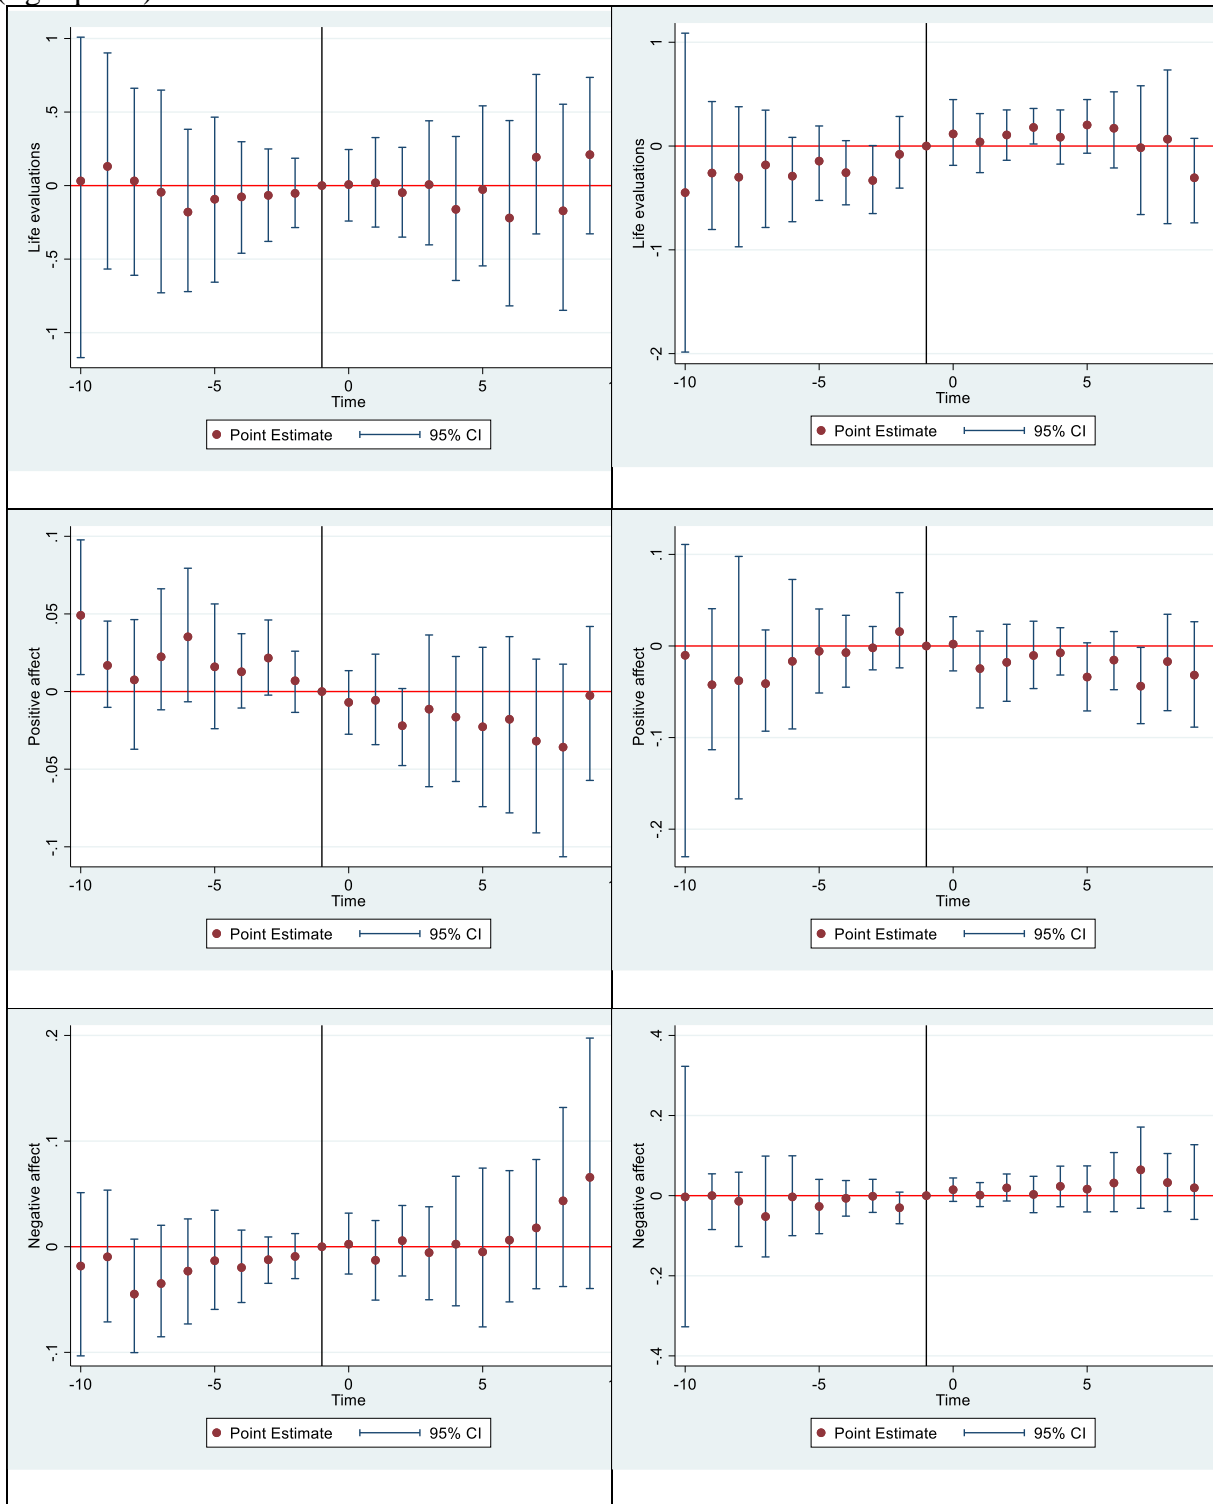 1
.5
0
-.5
-1
Life evaluations
-10 -5 0 5
Time
Point Estimate 95% CI
1
0
-1
-2
Life evaluations
-10 -5 0 5
Time
Point Estimate 95% CI
.1
.05
0
-.05
-.1
Positive affect
-10 -5 0 5
Time
Point Estimate 95% CI
.1
0
-.1
-.2
Positive affect
-10 -5 0 5
Time
Point Estimate 95% CI
.2
.1
0
-.1
Negative affect
-10 -5 0 5
Time
Point Estimate 95% CI
.4
.2
0
-.2
-.4
Negative affect
-10 -5 0 5
Time
Point Estimate 95% CI